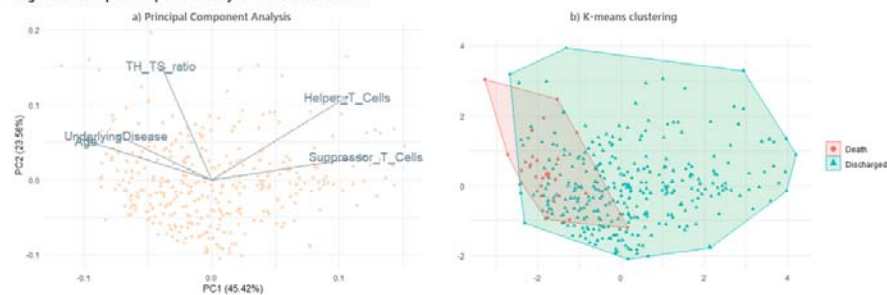 a) Principal Component Analysis
b) K-means clustering
0.2
TH_TS_ratio
0.1
Helper_T_Cells
UnderlyingDisease
Age
Suppressor_T_Cells
0.0
-0.1
-0.1
0.0
0.1
PC1 (45.42%)
PC2 (23.56%)
4
2
0
-2
-2
0
2
4
Death
Discharged